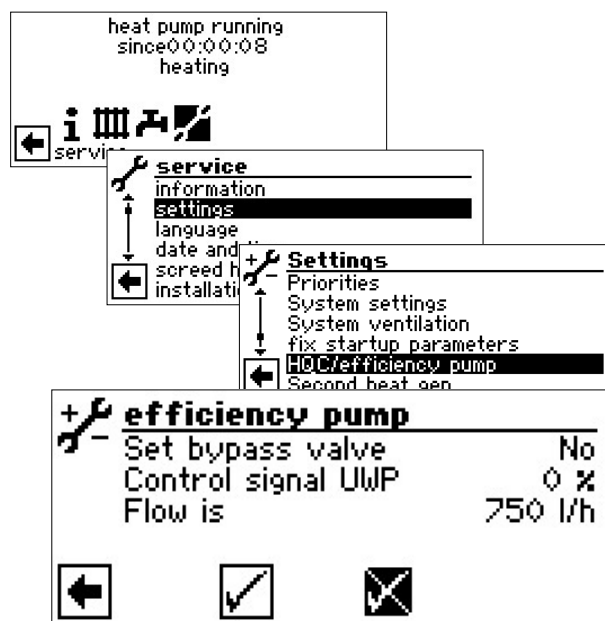 heat pump running
since00:00:08
heating
service
information
settings
language
date and
screed h
installati
Settings
Priorities
System settings
System ventilation
fix startup parameters
HQC/efficiency pump
Second heat gen
efficiency pump
Set bypass valve No
Control signal UWP 0 %
Flow is 750 l/h